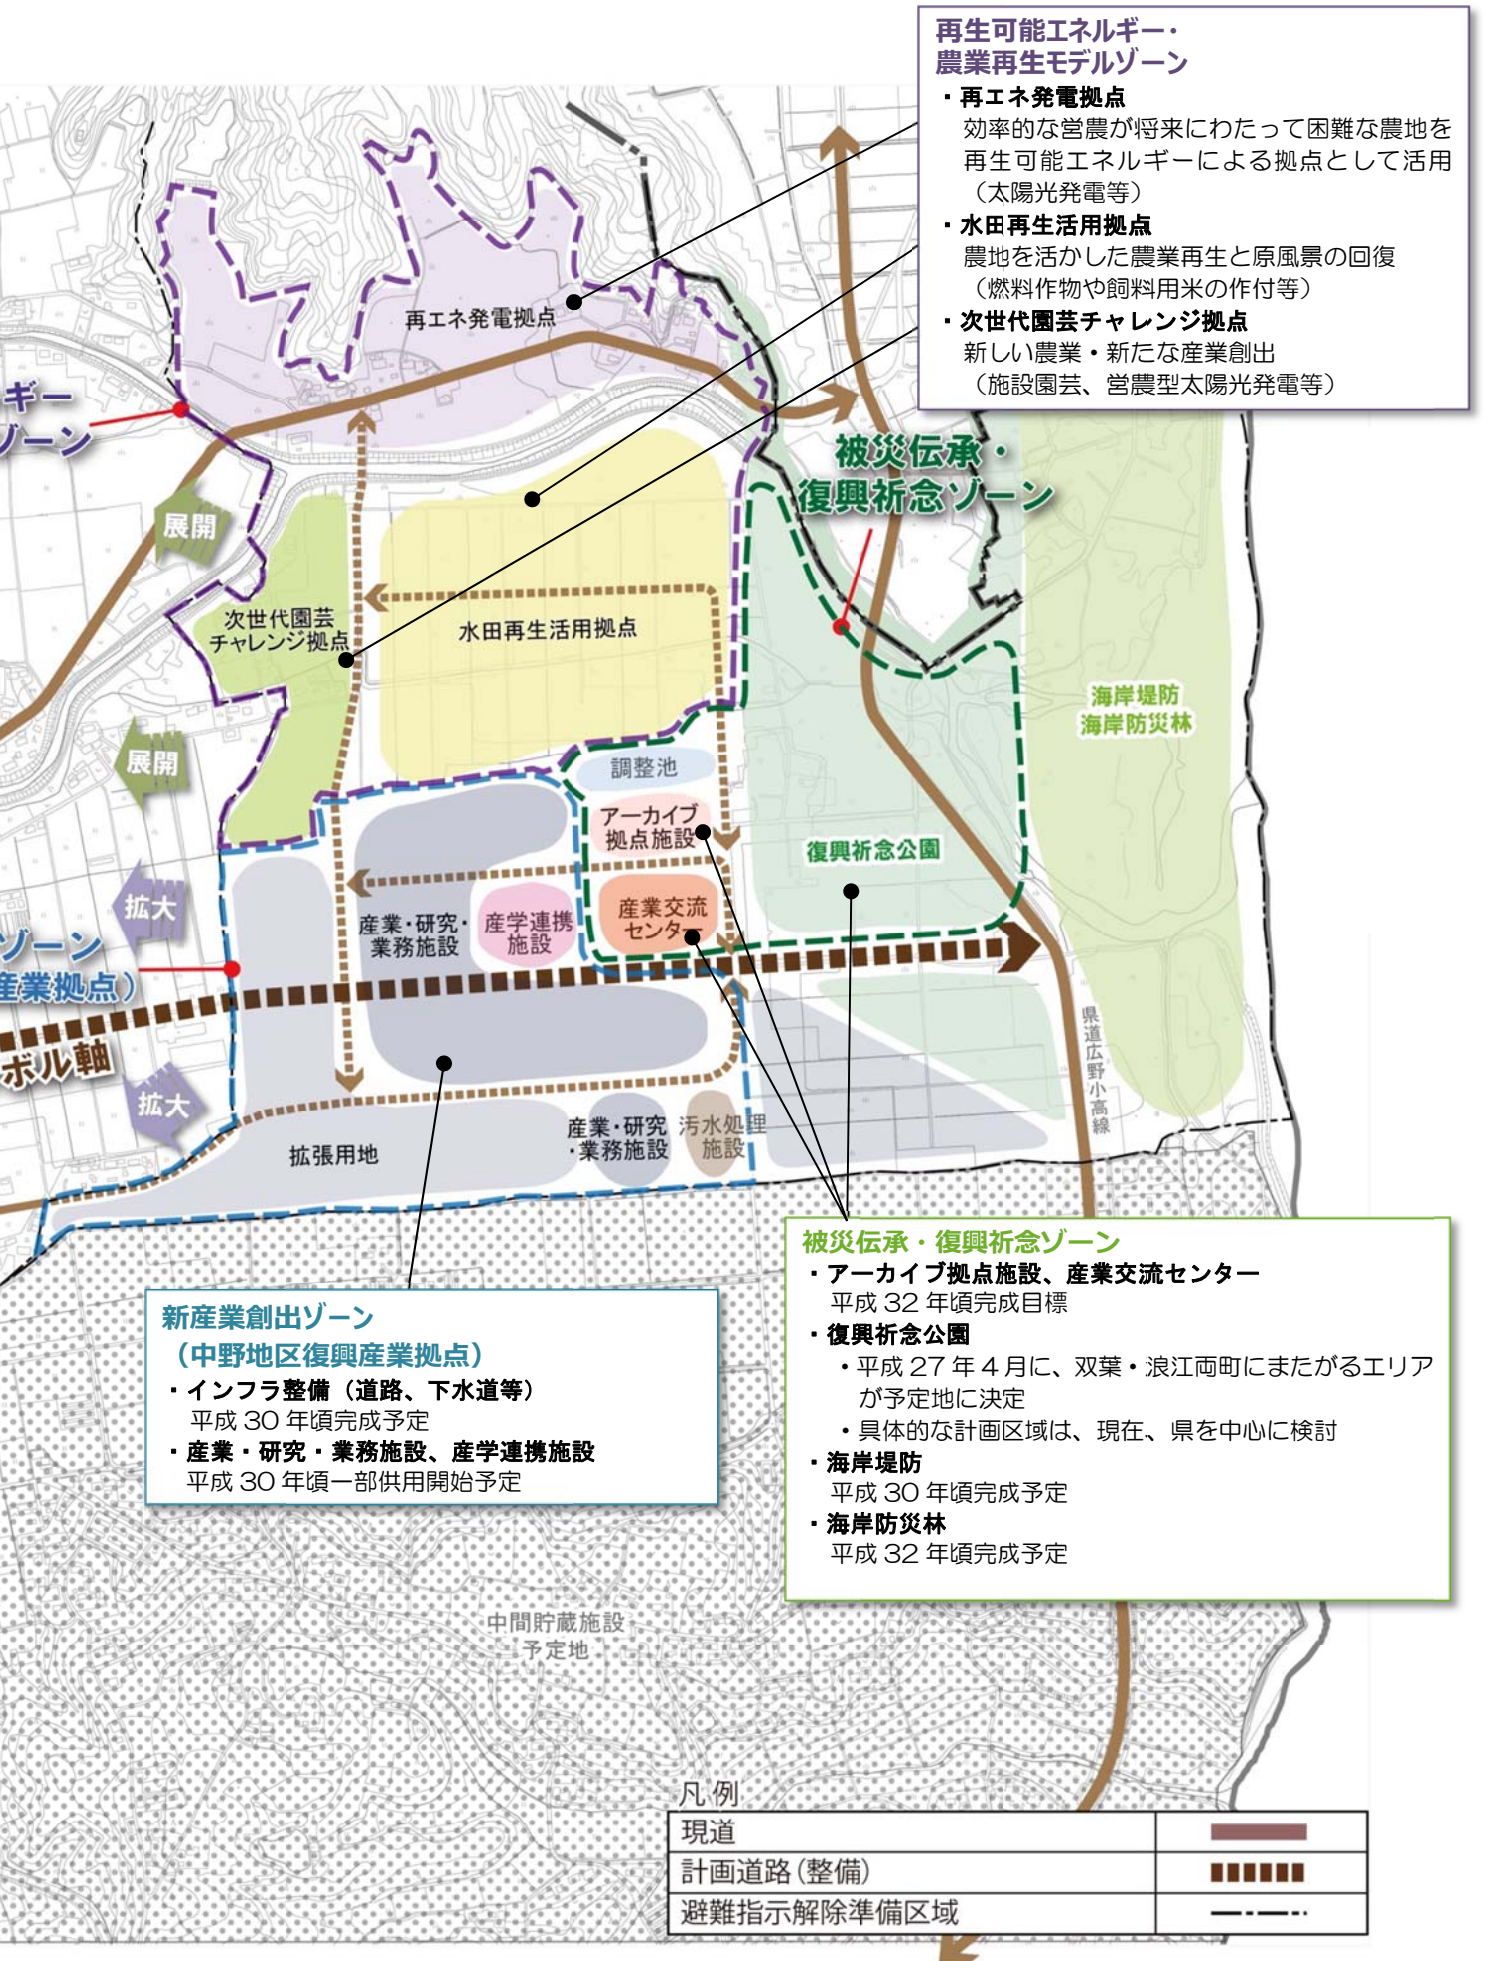 再生可能エネルギー・
農業再生モデルゾーン
・再エネ発電拠点
効率的な営農が将来にわたって困難な農地を
再生可能エネルギーによる拠点として活用
（太陽光発電等）
・水田再生活用拠点
農地を活かした農業再生と原風景の回復
（燃料作物や飼料用米の作付等）
・次世代園芸チャレンジ拠点
新しい農業・新たな産業創出
（施設園芸、営農型太陽光発電等）
再エネ発電拠点
ギー
ゾーン
被災伝承・
復興祈念ゾーン
展開
次世代園芸
チャレンジ拠点
水田再生活用拠点
海岸堤防
海岸防災林
展開
調整池
アーカイブ
拠点施設
復興祈念公園
拡大
産業・研究・
業務施設
産学連携
施設
産業交流
センター
ゾーン
産業拠点）
ボル軸
拡大
県道広野小高線
拡張用地
産業・研究
・業務施設
汚水処理
施設
被災伝承・復興祈念ゾーン
・アーカイブ拠点施設、産業交流センター
平成 32 年頃完成目標
・復興祈念公園
・平成 27 年 4 月に、双葉・浪江両町にまたがるエリア
が予定地に決定
・具体的な計画区域は、現在、県を中心に検討
・海岸堤防
平成 30 年頃完成予定
・海岸防災林
平成 32 年頃完成予定
新産業創出ゾーン
（中野地区復興産業拠点）
・インフラ整備（道路、下水道等）
平成 30 年頃完成予定
・産業・研究・業務施設、産学連携施設
平成 30 年頃一部供用開始予定
中間貯蔵施設
予定地
凡例
現道
計画道路（整備）
避難指示解除準備区域